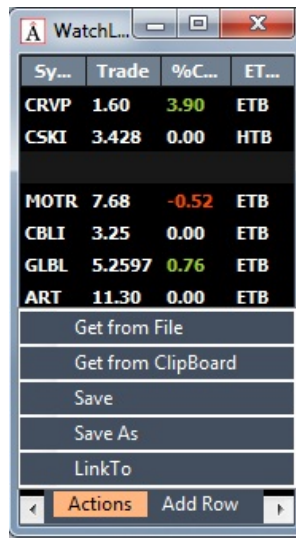 Å WatchL...
Sy... Trade %C... ET...
CRVP 1.60 3.90 ETB
CSKI 3.428 0.00 HTB
MOTR 7.68 -0.52 ETB
CBLI 3.25 0.00 ETB
GLBL 5.2597 0.76 ETB
ART 11.30 0.00 ETB
Get from File
Get from ClipBoard
Save
Save As
LinkTo
Actions Add Row